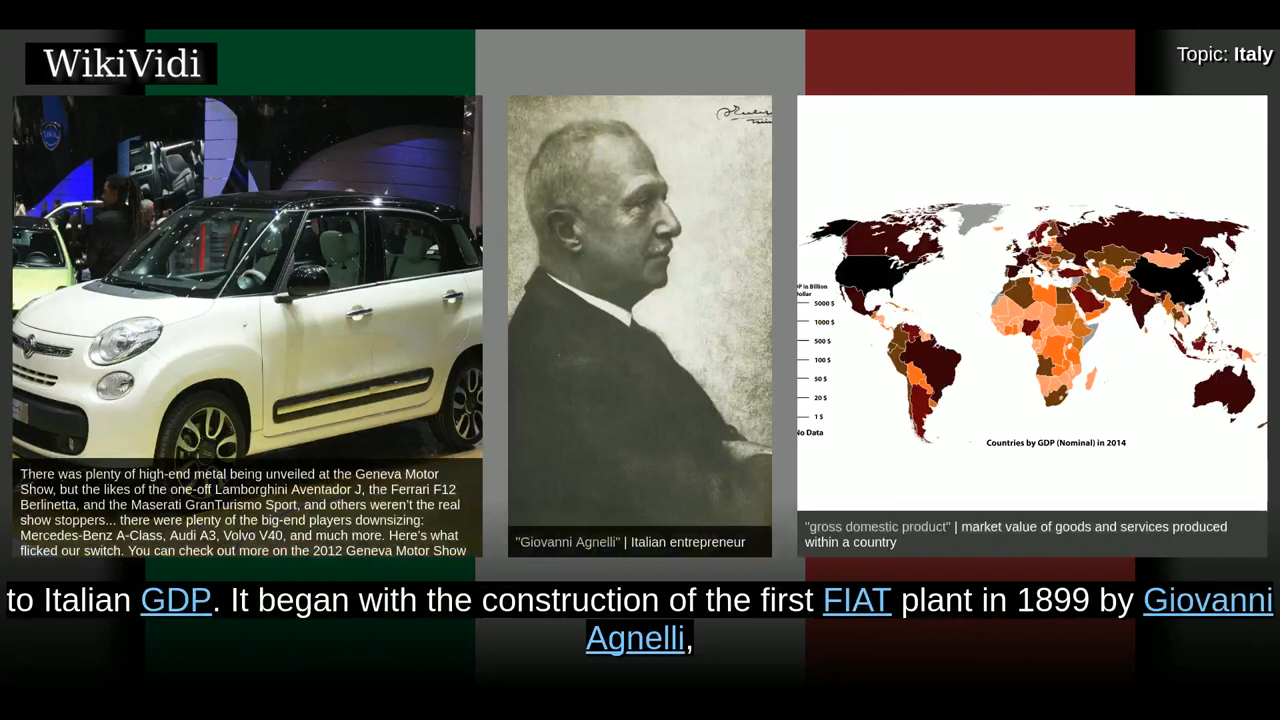 WikiVidi
Topic: Italy
There was plenty of high-end metal being unveiled at the Geneva Motor
Show, but the likes of the one-off Lamborghini Aventador J, the Ferrari F12
Berlinetta, and the Maserati GranTurismo Sport, and others weren't the real
show stoppers... there were plenty of the big-end players downsizing:
Mercedes-Benz A-Class, Audi A3, Volvo V40, and much more. Here's what
flicked our switch. You can check out more on the 2012 Geneva Motor Show
"Giovanni Agnelli" | Italian entrepreneur
P in Billion
Dollar
5000 $
1000 $
500 $
100 $
50 $
20 $
1 $
No Data
Countries by GDP (Nominal) in 2014
"gross domestic product" | market value of goods and services produced
within a country
to Italian GDP. It began with the construction of the first FIAT plant in 1899 by Giovanni
Agnelli,